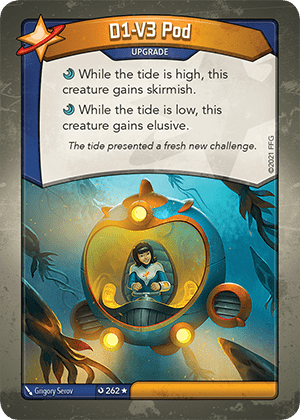 D1-V3 Pod
UPGRADE
While the tide is high, this
creature gains skirmish.
While the tide is low, this
creature gains elusive.
The tide presented a fresh new challenge.
©2021 FFG
Grigory Serov
262